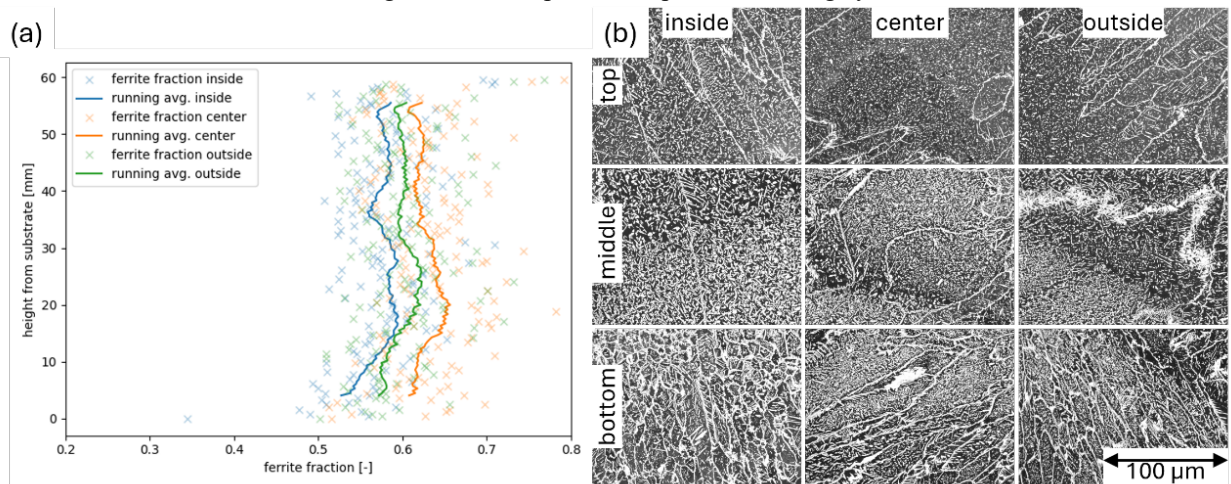 (a)
60
50
40
30
20
10
0
height from substrate [mm]
ferrite fraction inside
running avg. inside
ferrite fraction center
running avg. center
ferrite fraction outside
running avg. outside
0.2 0.3 0.4 0.5 0.6 0.7 0.8
ferrite fraction [-]
(b)
inside center outside
top
middle
bottom
100 µm